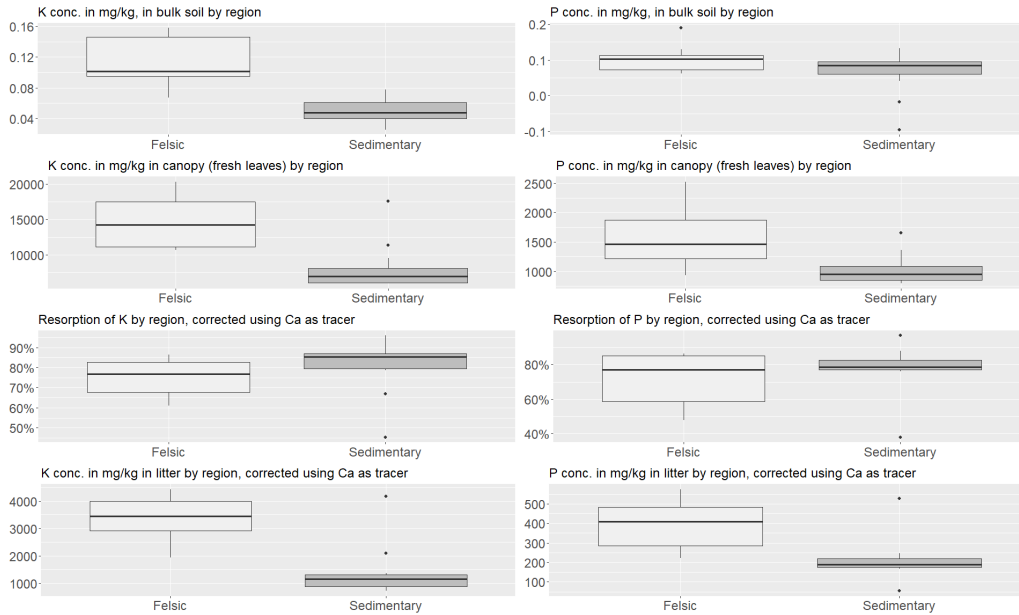 K conc. in mg/kg, in bulk soil by region
0.16
0.12
0.08
0.04
Felsic
Sedimentary
P conc. in mg/kg, in bulk soil by region
0.2
0.1
0.0
-0.1
Felsic
Sedimentary
K conc. in mg/kg in canopy (fresh leaves) by region
20000
15000
10000
Felsic
Sedimentary
P conc. in mg/kg in canopy (fresh leaves) by region
2500
2000
1500
1000
Felsic
Sedimentary
Resorption of K by region, corrected using Ca as tracer
90%
80%
70%
60%
50%
Felsic
Sedimentary
Resorption of P by region, corrected using Ca as tracer
80%
60%
40%
Felsic
Sedimentary
K conc. in mg/kg in litter by region, corrected using Ca as tracer
4000
3000
2000
1000
Felsic
Sedimentary
P conc. in mg/kg in litter by region, corrected using Ca as tracer
500
400
300
200
100
Felsic
Sedimentary